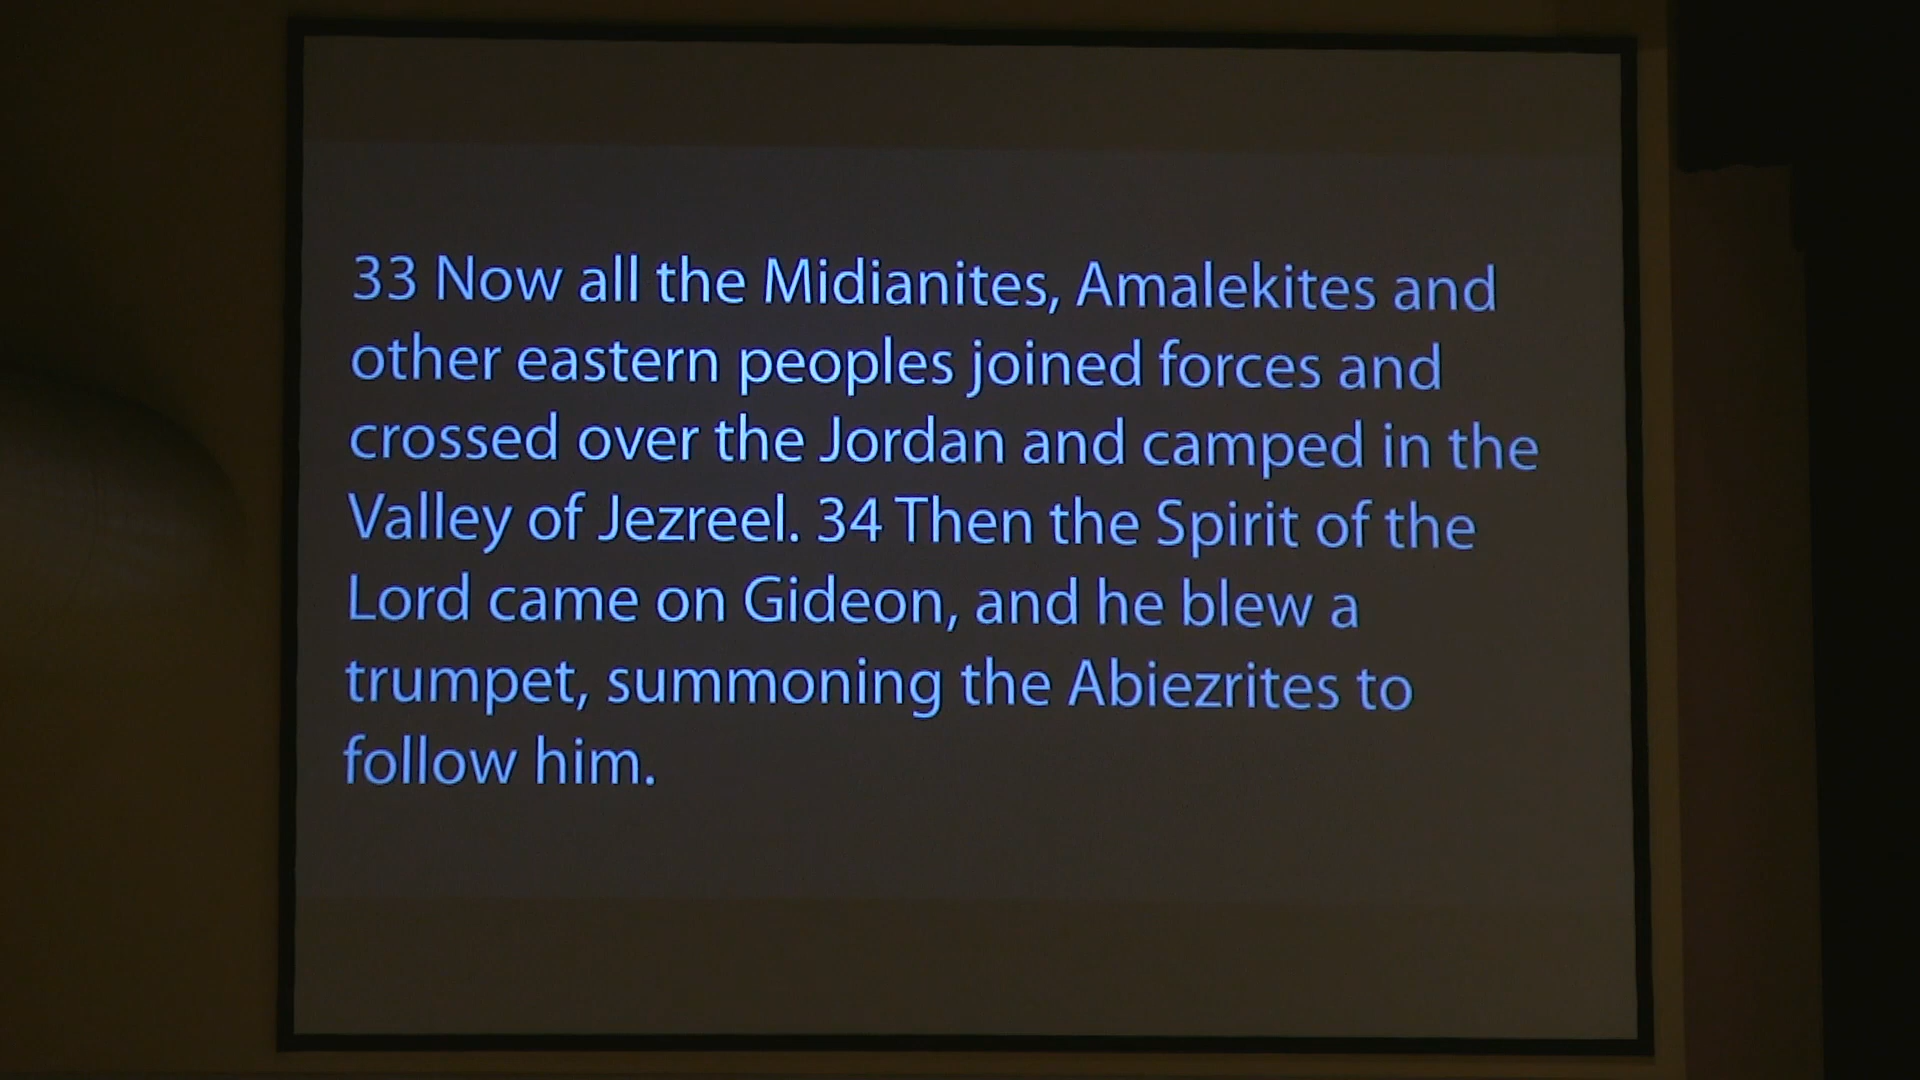 33 Now all the Midianites, Amalekites and
other eastern peoples joined forces and
crossed over the Jordan and camped in the
Valley of Jezreel. 34 Then the Spirit of the
Lord came on Gideon, and he blew a
trumpet, summoning the Abiezrites to
follow him.